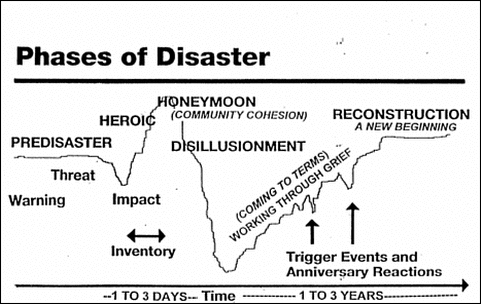 Phases of Disaster
HONEYMOON
(COMMUNITY COHESION)
HEROIC
RECONSTRUCTION
A NEW BEGINNING
PREDISASTER
DISILLUSIONMENT
Threat
Warning
Impact
(COMING TO TERMS)
WORKING THROUGH GRIEF
Inventory
Trigger Events and
Anniversary Reactions
--1 TO 3 DAYS-- Time ------------ 1 TO 3 YEARS------------